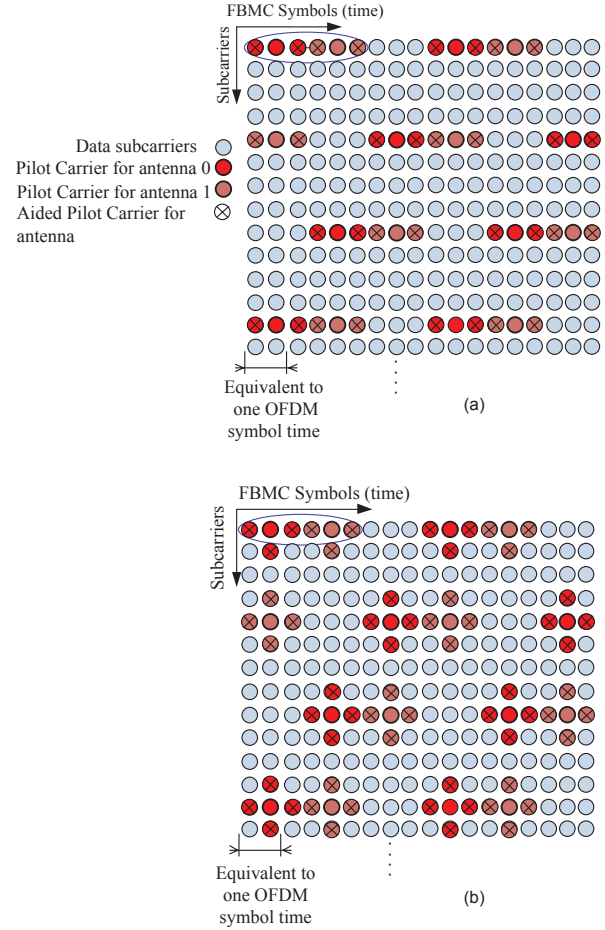 FBMC Symbols (time)
Subcarriers
Data subcarriers
Pilot Carrier for antenna 0
Pilot Carrier for antenna 1
Aided Pilot Carrier for
antenna
Equivalent to
one OFDM
symbol time
(a)
FBMC Symbols (time)
Subcarriers
Equivalent to
one OFDM
symbol time
(b)